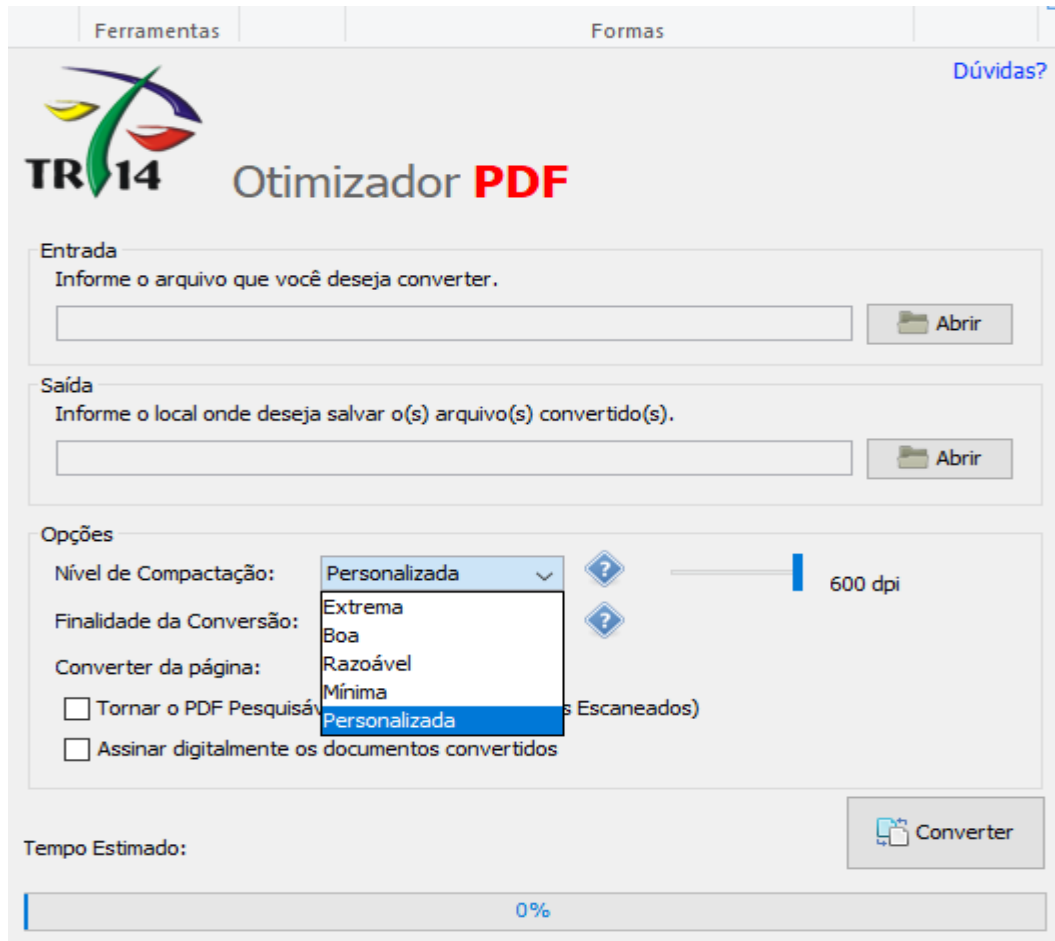 Ferramentas Formas
Dúvidas?
TR 14
Otimizador PDF
Entrada
Informe o arquivo que você deseja converter.
Abrir
Saída
Informe o local onde deseja salvar o(s) arquivo(s) convertido(s).
Abrir
Opções
Nível de Compactação: Personalizada 600 dpi
Extrema
Finalidade da Conversão:
Boa
Razoável
Converter da página:
Mínima
Tornar o PDF Pesquisáv s Escaneados)
Personalizada
Assinar digitalmente os documentos convertidos
Converter
Tempo Estimado:
0%